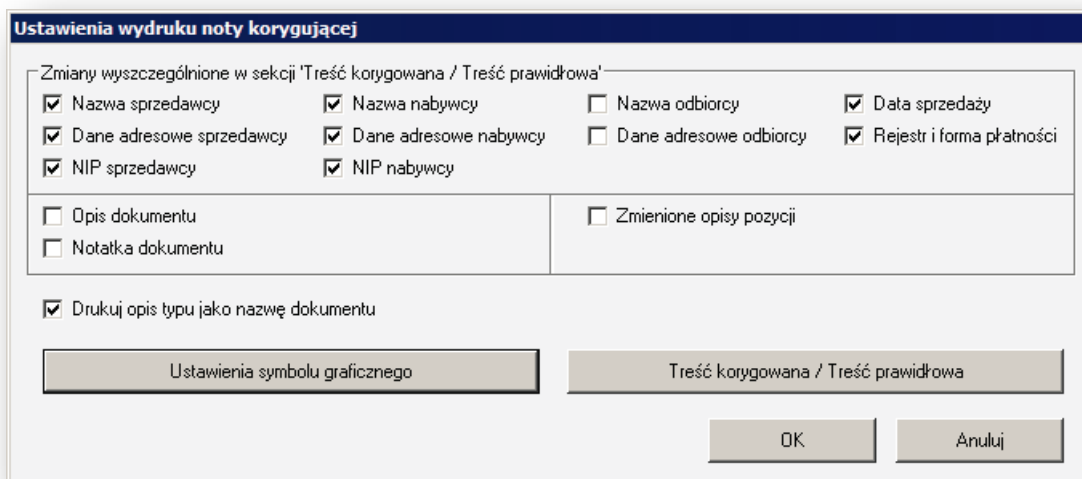 Ustawienia wydruku noty korygującej
Zmiany wyszczególnione w sekcji 'Treść korygowana / Treść prawidłowa'
Nazwa sprzedawcy Nazwa nabywcy Nazwa odbiorcy Data sprzedaży
Dane adresowe sprzedawcy Dane adresowe nabywcy Dane adresowe odbiorcy Rejestr i forma płatności
NIP sprzedawcy NIP nabywcy
Opis dokumentu Zmienione opisy pozycji
Notatka dokumentu
Drukuj opis typu jako nazwę dokumentu
Ustawienia symbolu graficznego Treść korygowana / Treść prawidłowa
OK Anuluj